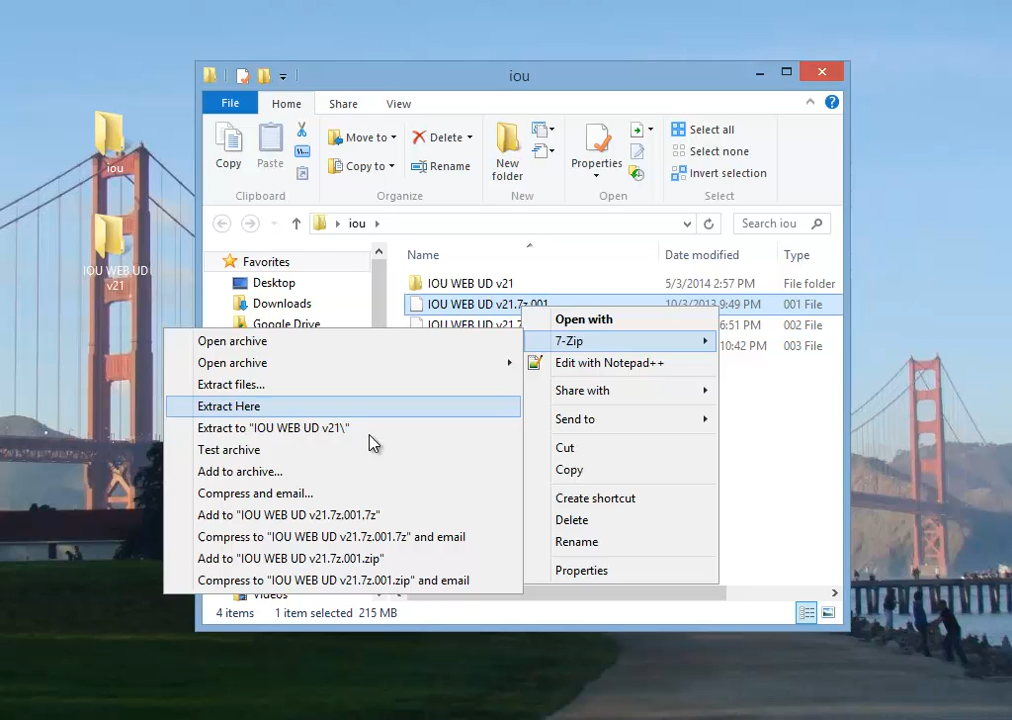 iou
IOU WEB UD
v21
iou
File
Home
Share
View
Copy
Paste
Clipboard
Move to
Copy to
Delete
Rename
Organize
New
folder
New
Properties
Open
Select all
Select none
Invert selection
Select
iou
Search iou
Favorites
Desktop
Downloads
Google Drive
Name
Date modified
Type
IOU WEB UD v21
5/3/2014 2:57 PM
File folder
IOU WEB UD v21.7z.001
10/3/2013 9:49 PM
001 File
IOU WEB UD v21.7
6:51 PM
002 File
10:42 PM
003 File
Open with
7-Zip
Edit with Notepad++
Share with
Send to
Cut
Copy
Create shortcut
Delete
Rename
Properties
Open archive
Open archive
Extract files...
Extract Here
Extract to "IOU WEB UD v21\"
Test archive
Add to archive...
Compress and email...
Add to "IOU WEB UD v21.7z.001.7z"
Compress to "IOU WEB UD v21.7z.001.7z" and email
Add to "IOU WEB UD v21.7z.001.zip"
Compress to "IOU WEB UD v21.7z.001.zip" and email
Videos
4 items
1 item selected 215 MB